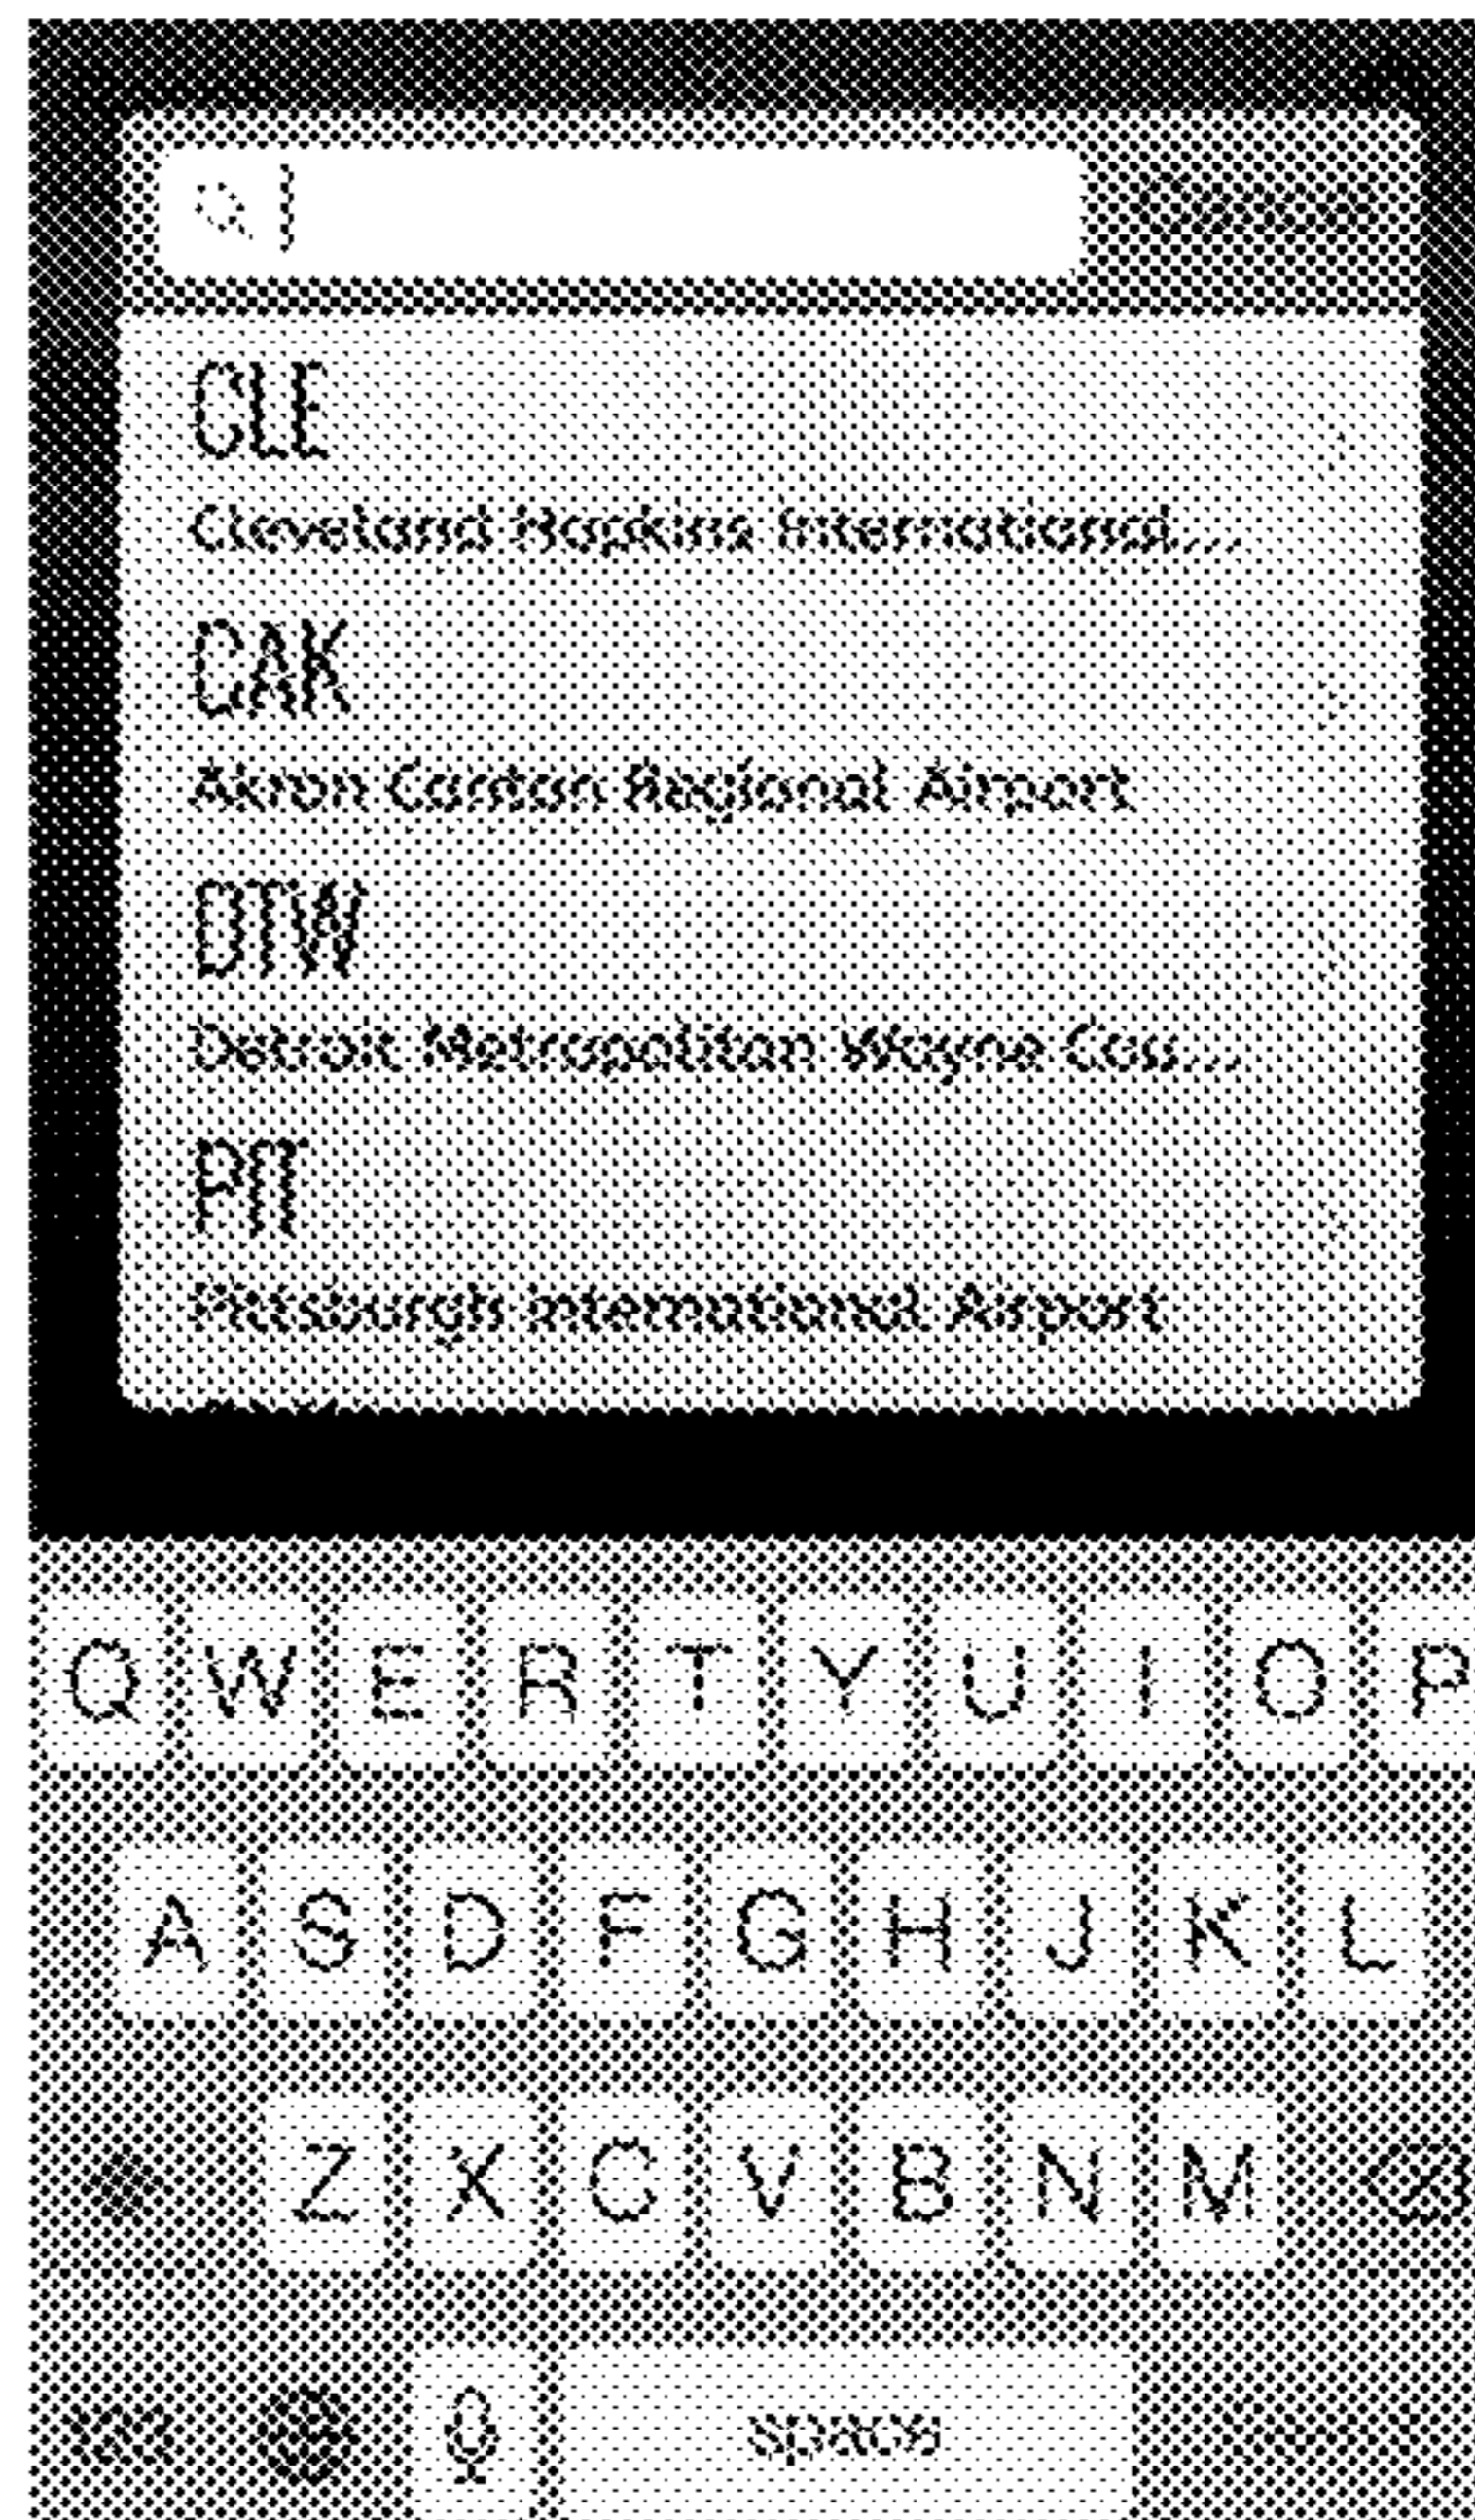 Cancel
CLE
Cleveland Hopkins International...
CAK
Akron Canton Regional Airport
DTW
Detroit Metropolitan Wayne Cou...
PIT
Pittsburgh International Airport
Q W E R T Y U I O P
A S D F G H J K L
Z X C V B N M
space